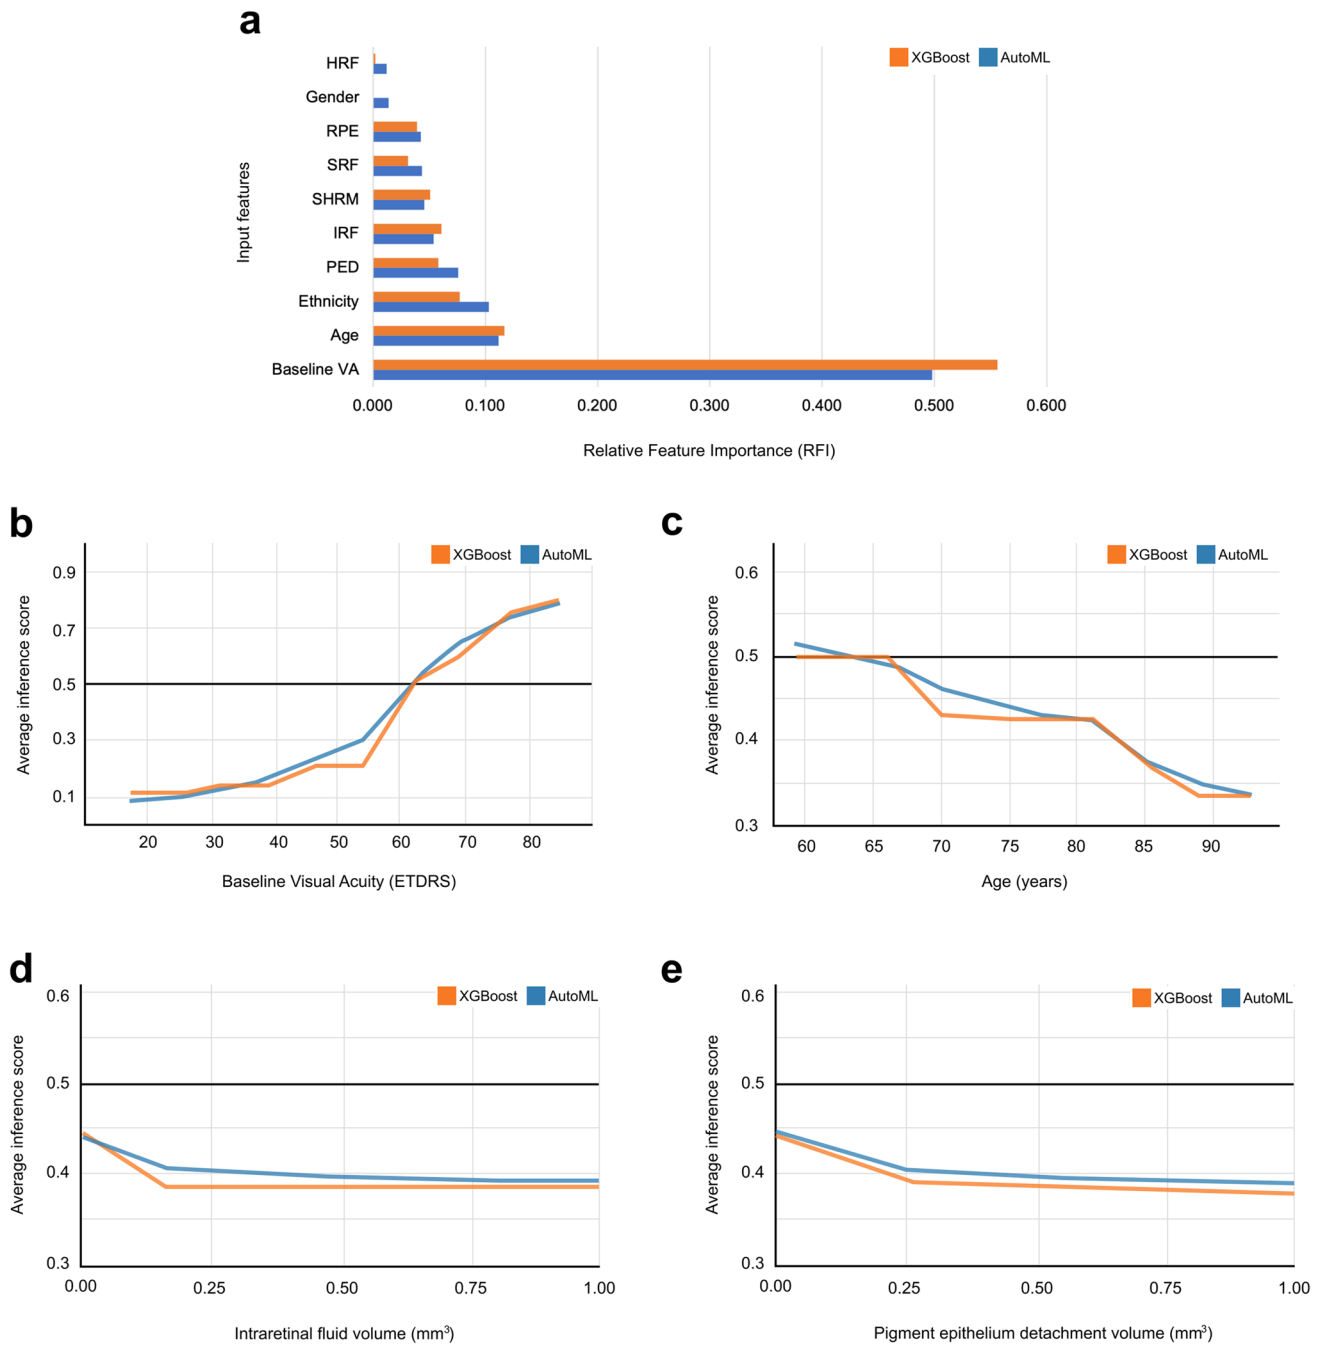 a
XGBoost AutoML
HRF
Gender
RPE
SRF
SHRM
IRF
PED
Ethnicity
Age
Baseline VA
Input features
0.000 0.100 0.200 0.300 0.400 0.500 0.600
Relative Feature Importance (RFI)
b
XGBoost AutoML
0.9
0.7
0.5
0.3
0.1
Average inference score
20 30 40 50 60 70 80
Baseline Visual Acuity (ETDRS)
c
XGBoost AutoML
0.6
0.5
0.4
0.3
Average inference score
60 65 70 75 80 85 90
Age (years)
d
XGBoost AutoML
0.6
0.5
0.4
0.3
Average inference score
0.00 0.25 0.50 0.75 1.00
Intraretinal fluid volume (mm³)
e
XGBoost AutoML
0.6
0.5
0.4
0.3
Average inference score
0.00 0.25 0.50 0.75 1.00
Pigment epithelium detachment volume (mm³)